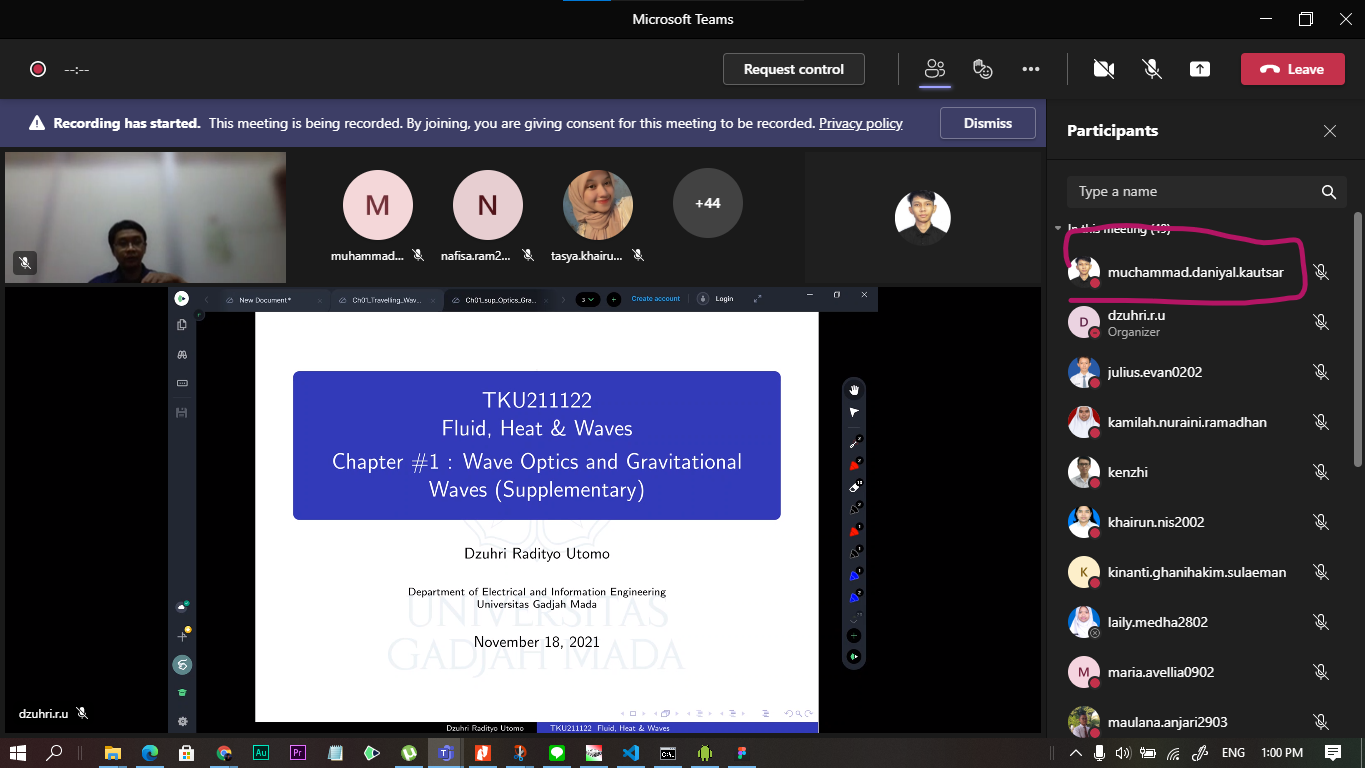 Microsoft Teams
--:--
Request control
Leave
Recording has started. This meeting is being recorded. By joining, you are giving consent for this meeting to be recorded. Privacy policy
Dismiss
Participants
Type a name
In this meeting (49)
M
N
+44
muhammad...
nafisa.ram2...
tasya.khairu...
muchammad.daniyal.kautsar
D
dzuhri.r.u
Organizer
julius.evan0202
kamilah.nuraini.ramadhan
kenzhi
khairun.nis2002
K
kinanti.ghanihakim.sulaeman
laily.medha2802
M
maria.avellia0902
maulana.anjari2903
New Document*
Ch01_Travelling_Wav...
Ch01_sup_Optics_Gra...
3
Create account
Login
TKU211122
Fluid, Heat & Waves
Chapter #1 : Wave Optics and Gravitational
Waves (Supplementary)
Dzuhri Radityo Utomo
Department of Electrical and Information Engineering
Universitas Gadjah Mada
UNIVERSITAS
GADJAH MADA
November 18, 2021
Dzuhri Radityo Utomo
TKU211122 Fluid, Heat & Waves
dzuhri.r.u
Au
Pr
ENG
1:00 PM